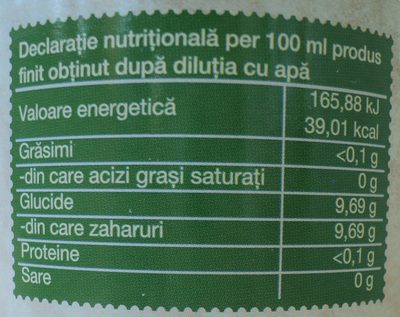 Declarație nutrițională per 100 ml produs
finit obținut după diluția cu apă
Valoare energetică 165,88 kJ
39,01 kcal
Grăsimi <0,1 g
-din care acizi grași saturați 0 g
Glucide 9,69 g
-din care zaharuri 9,69 g
Proteine <0,1 g
Sare 0 g